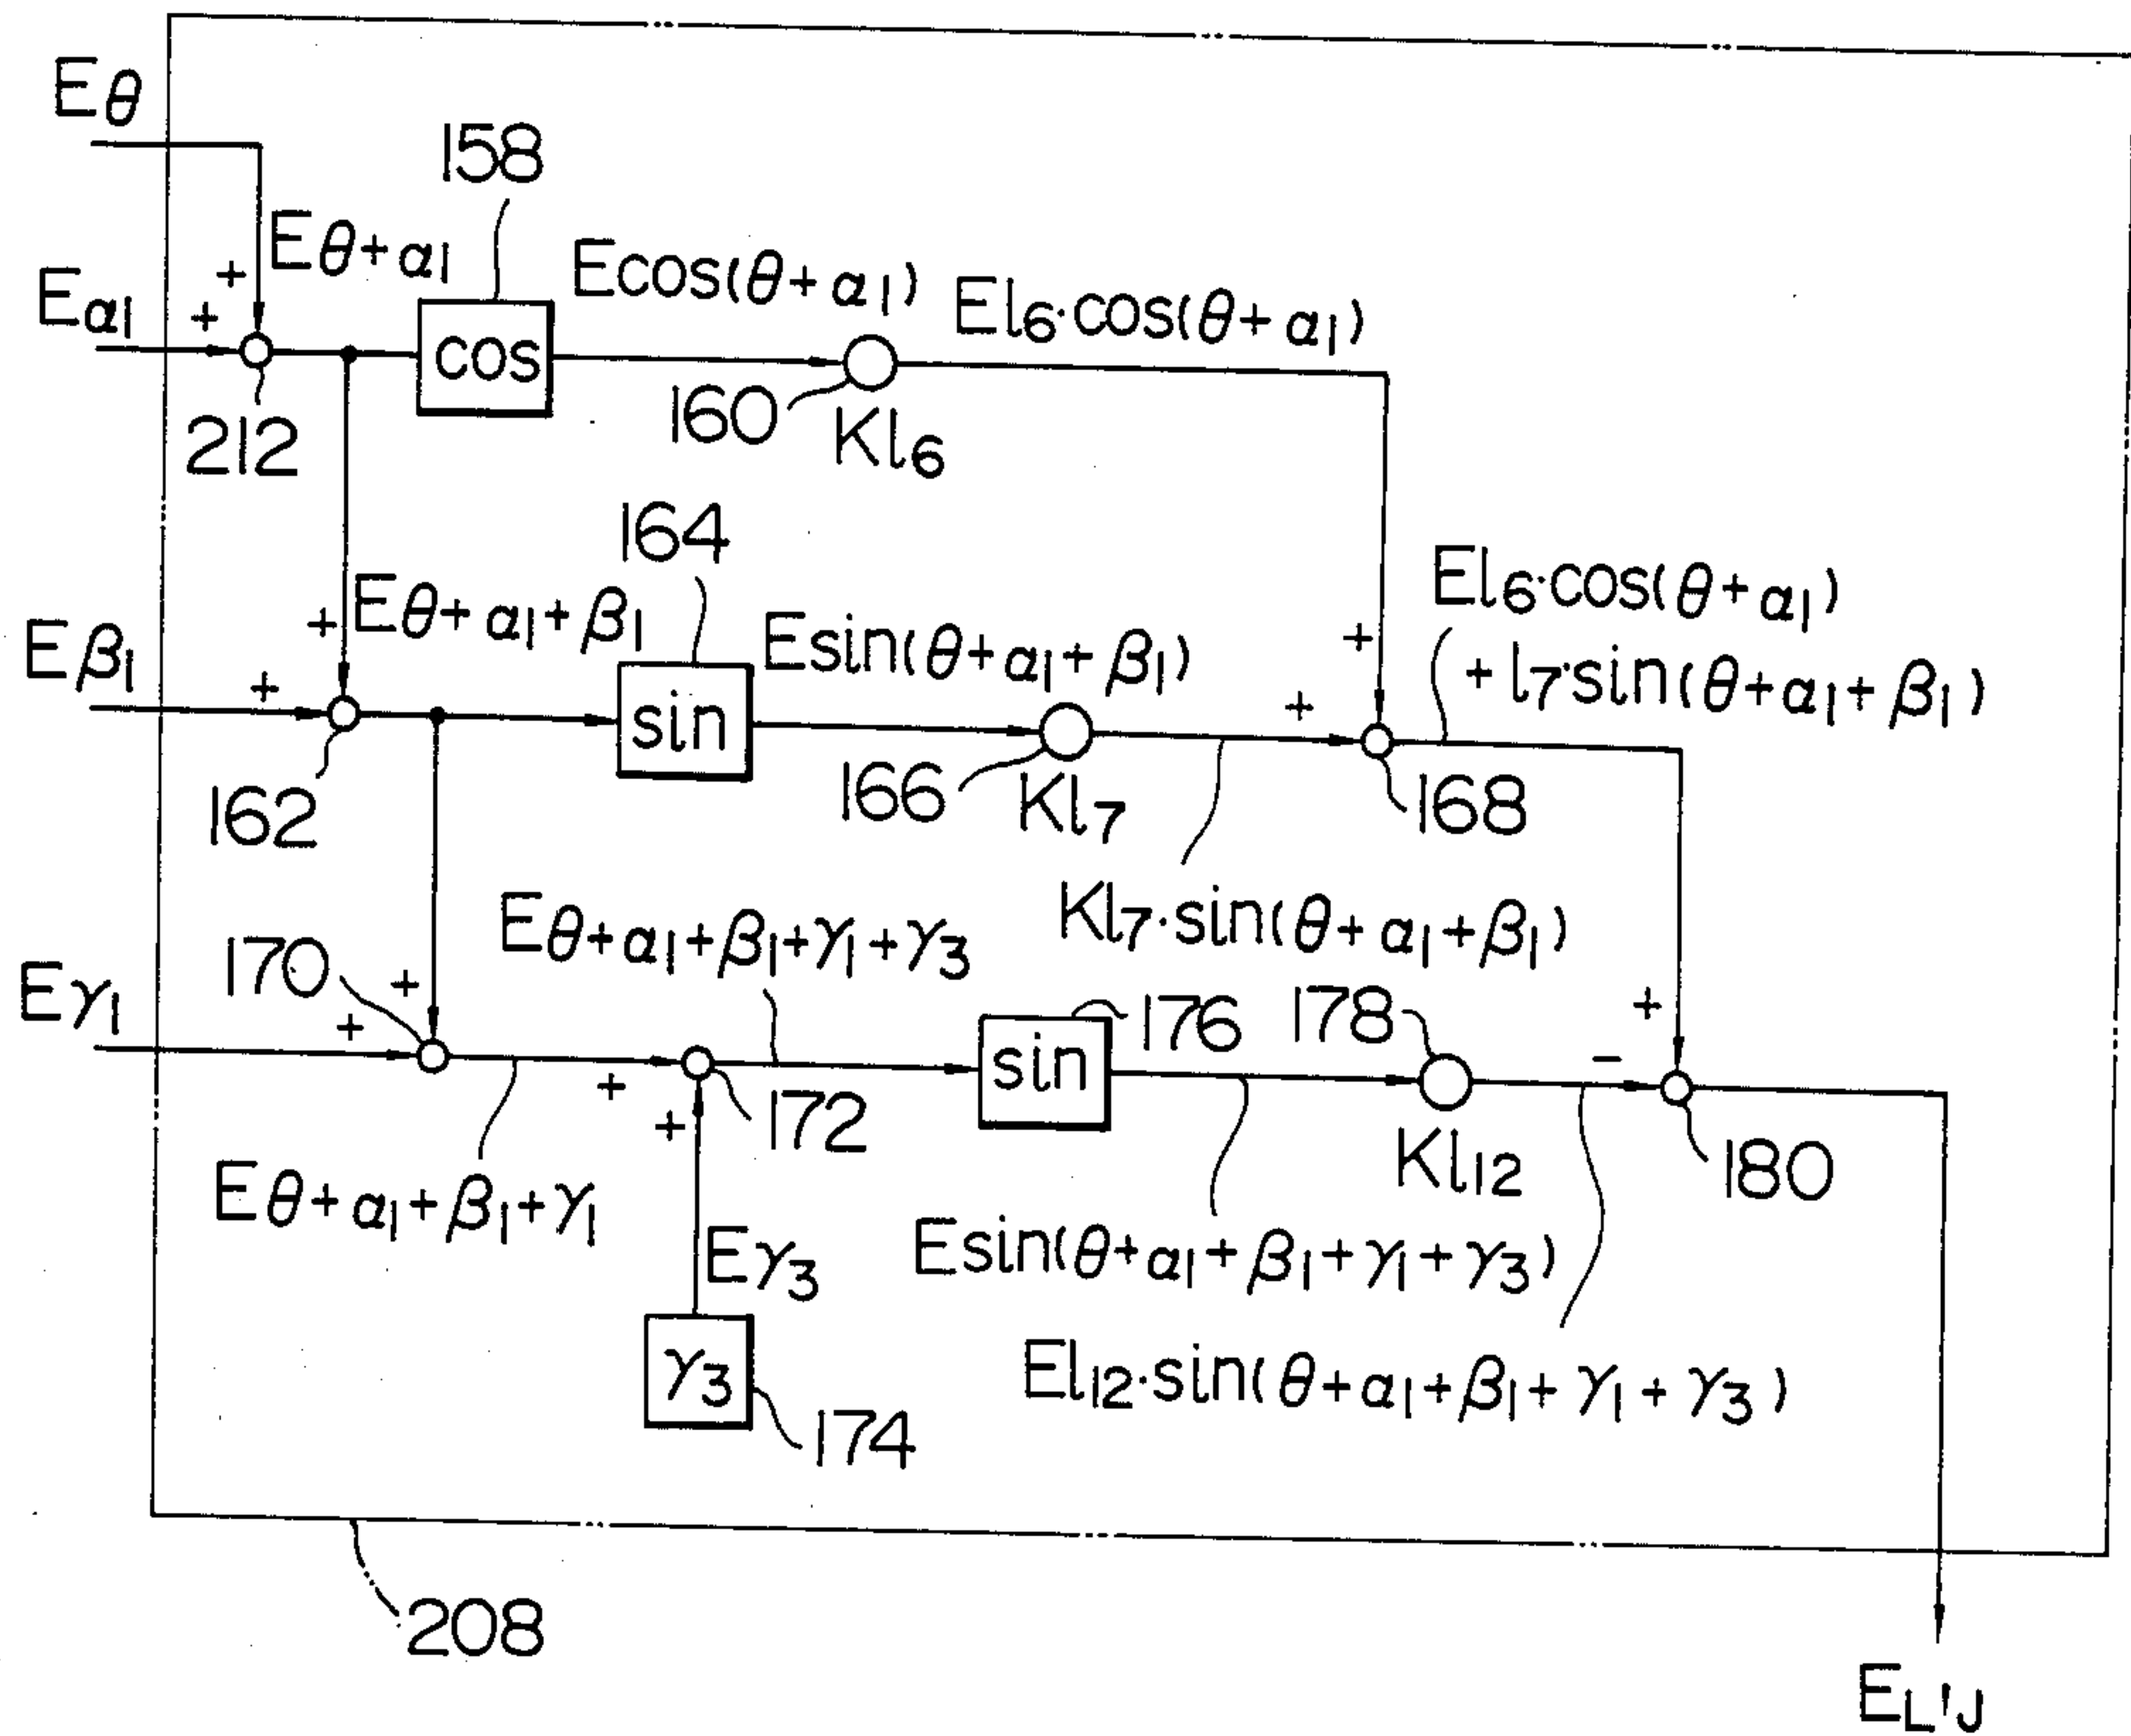 Eθ
158
Eθ+α1
+
Ecos(θ+α1)
El6·cos(θ+α1)
Eα1
+
cos
212
160
Kl6
164
El6·cos(θ+α1)
+ l7·sin(θ+α1+β1)
Eθ+α1+β1
+
Esin(θ+α1+β1)
+
Eβ1
+
sin
+
162
166
Kl7
168
Kl7·sin(θ+α1+β1)
Eθ+α1+β1+γ1+γ3
170
+
Eγ1
+
176
178
+
sin
−
+
172
+
Kl12
180
Eθ+α1+β1+γ1
Eγ3
Esin(θ+α1+β1+γ1+γ3)
γ3
El12·sin(θ+α1+β1+γ1+γ3)
174
208
EL'J